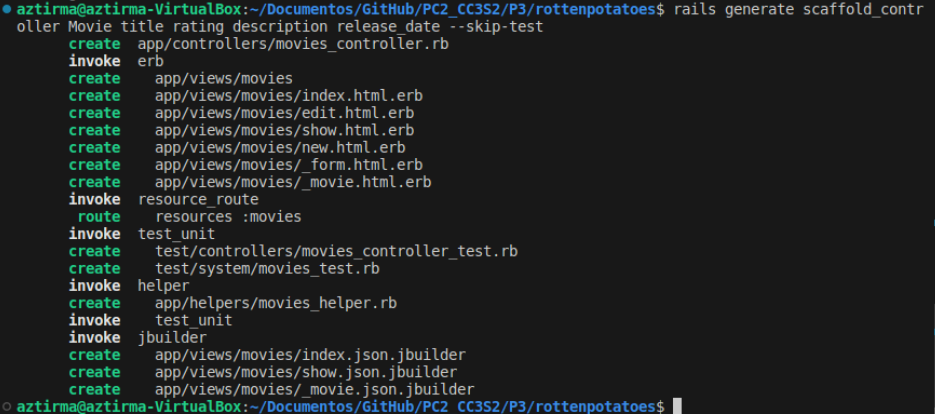 aztirma@aztirma-VirtualBox:~/Documentos/GitHub/PC2_CC3S2/P3/rottenpotatoes$ rails generate scaffold_contr
oller Movie title rating description release_date --skip-test
create app/controllers/movies_controller.rb
invoke erb
create app/views/movies
create app/views/movies/index.html.erb
create app/views/movies/edit.html.erb
create app/views/movies/show.html.erb
create app/views/movies/new.html.erb
create app/views/movies/_form.html.erb
create app/views/movies/_movie.html.erb
invoke resource_route
route resources :movies
invoke test_unit
create test/controllers/movies_controller_test.rb
create test/system/movies_test.rb
invoke helper
create app/helpers/movies_helper.rb
invoke test_unit
invoke jbuilder
create app/views/movies/index.json.jbuilder
create app/views/movies/show.json.jbuilder
create app/views/movies/_movie.json.jbuilder
aztirma@aztirma-VirtualBox:~/Documentos/GitHub/PC2_CC3S2/P3/rottenpotatoes$